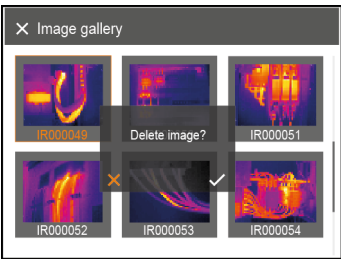 Image gallery
IR000049
Delete image?
IR000051
IR000052
IR000053
IR000054